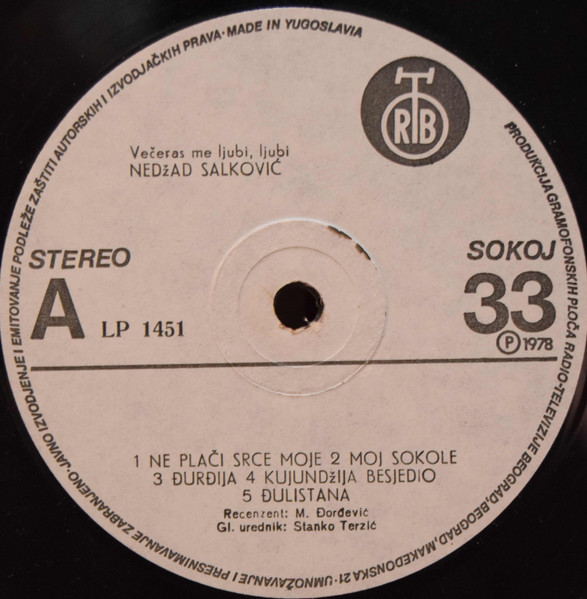 PRODUKCIJA GRAMOFONSKIH PLOČA RADIO-TELEVIZIJE BEOGRAD, BEOGRAD, MAKEDONSKA 21 · UMNOŽAVANJE I PRESNIMAVANJE ZABRANJENO · JAVNO IZVODJENJE I EMITOVANJE PODLEŽE ZAŠTITI AUTORSKIH I IZVODJAČKIH PRAVA · MADE IN YUGOSLAVIA
RTB
Večeras me ljubi, ljubi
NEDžAD SALKOVIĆ
STEREO
A LP 1451
SOKOJ
33
Ⓟ 1978
1 NE PLAČI SRCE MOJE 2 MOJ SOKOLE
3 ĐURĐIJA 4 KUJUNDžIJA BESJEDIO
5 ĐULISTANA
Recenzent: M. Đorđević
Gl. urednik: Stanko Terzić